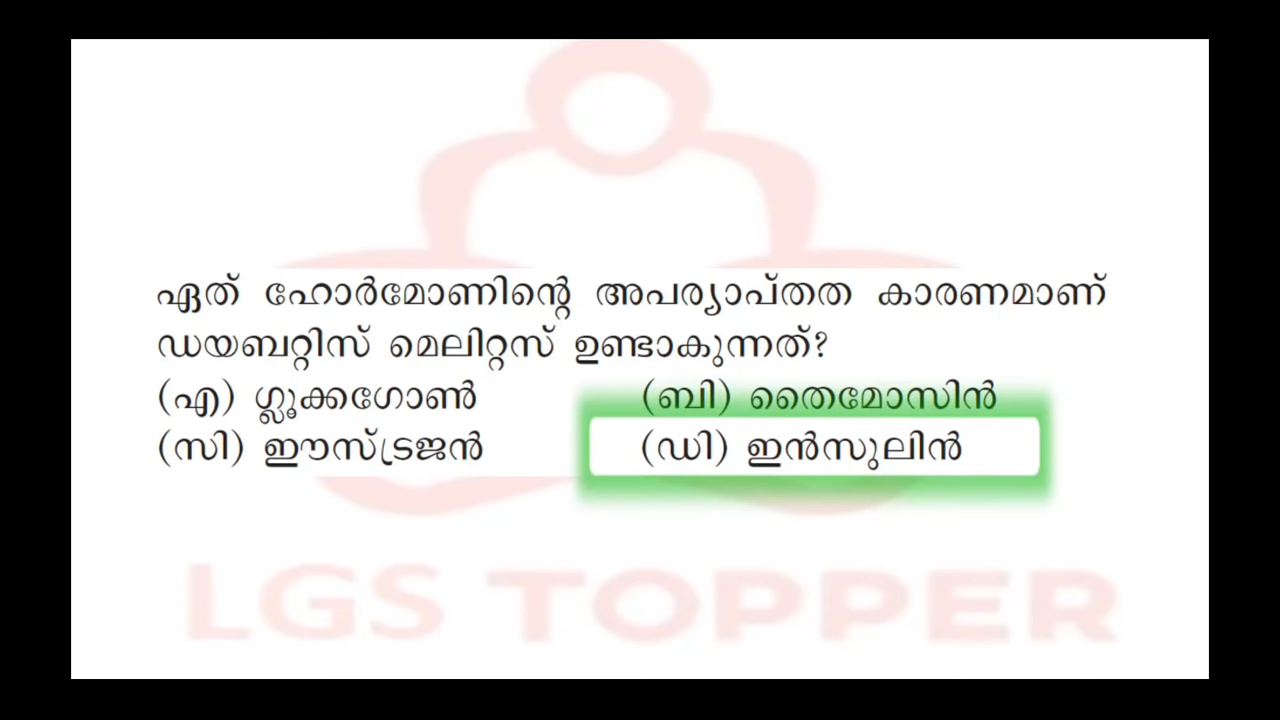 ഏത് ഹോർമോണിന്റെ അപര്യാപ്തത കാരണമാണ്
ഡയബറ്റിസ് മെലിറ്റസ് ഉണ്ടാകുന്നത്?
(എ) ഗ്ലൂക്കഗോൺ (ബി) തൈമോസിൻ
(സി) ഈസ്ട്രജൻ (ഡി) ഇൻസുലിൻ
LGS TOPPER